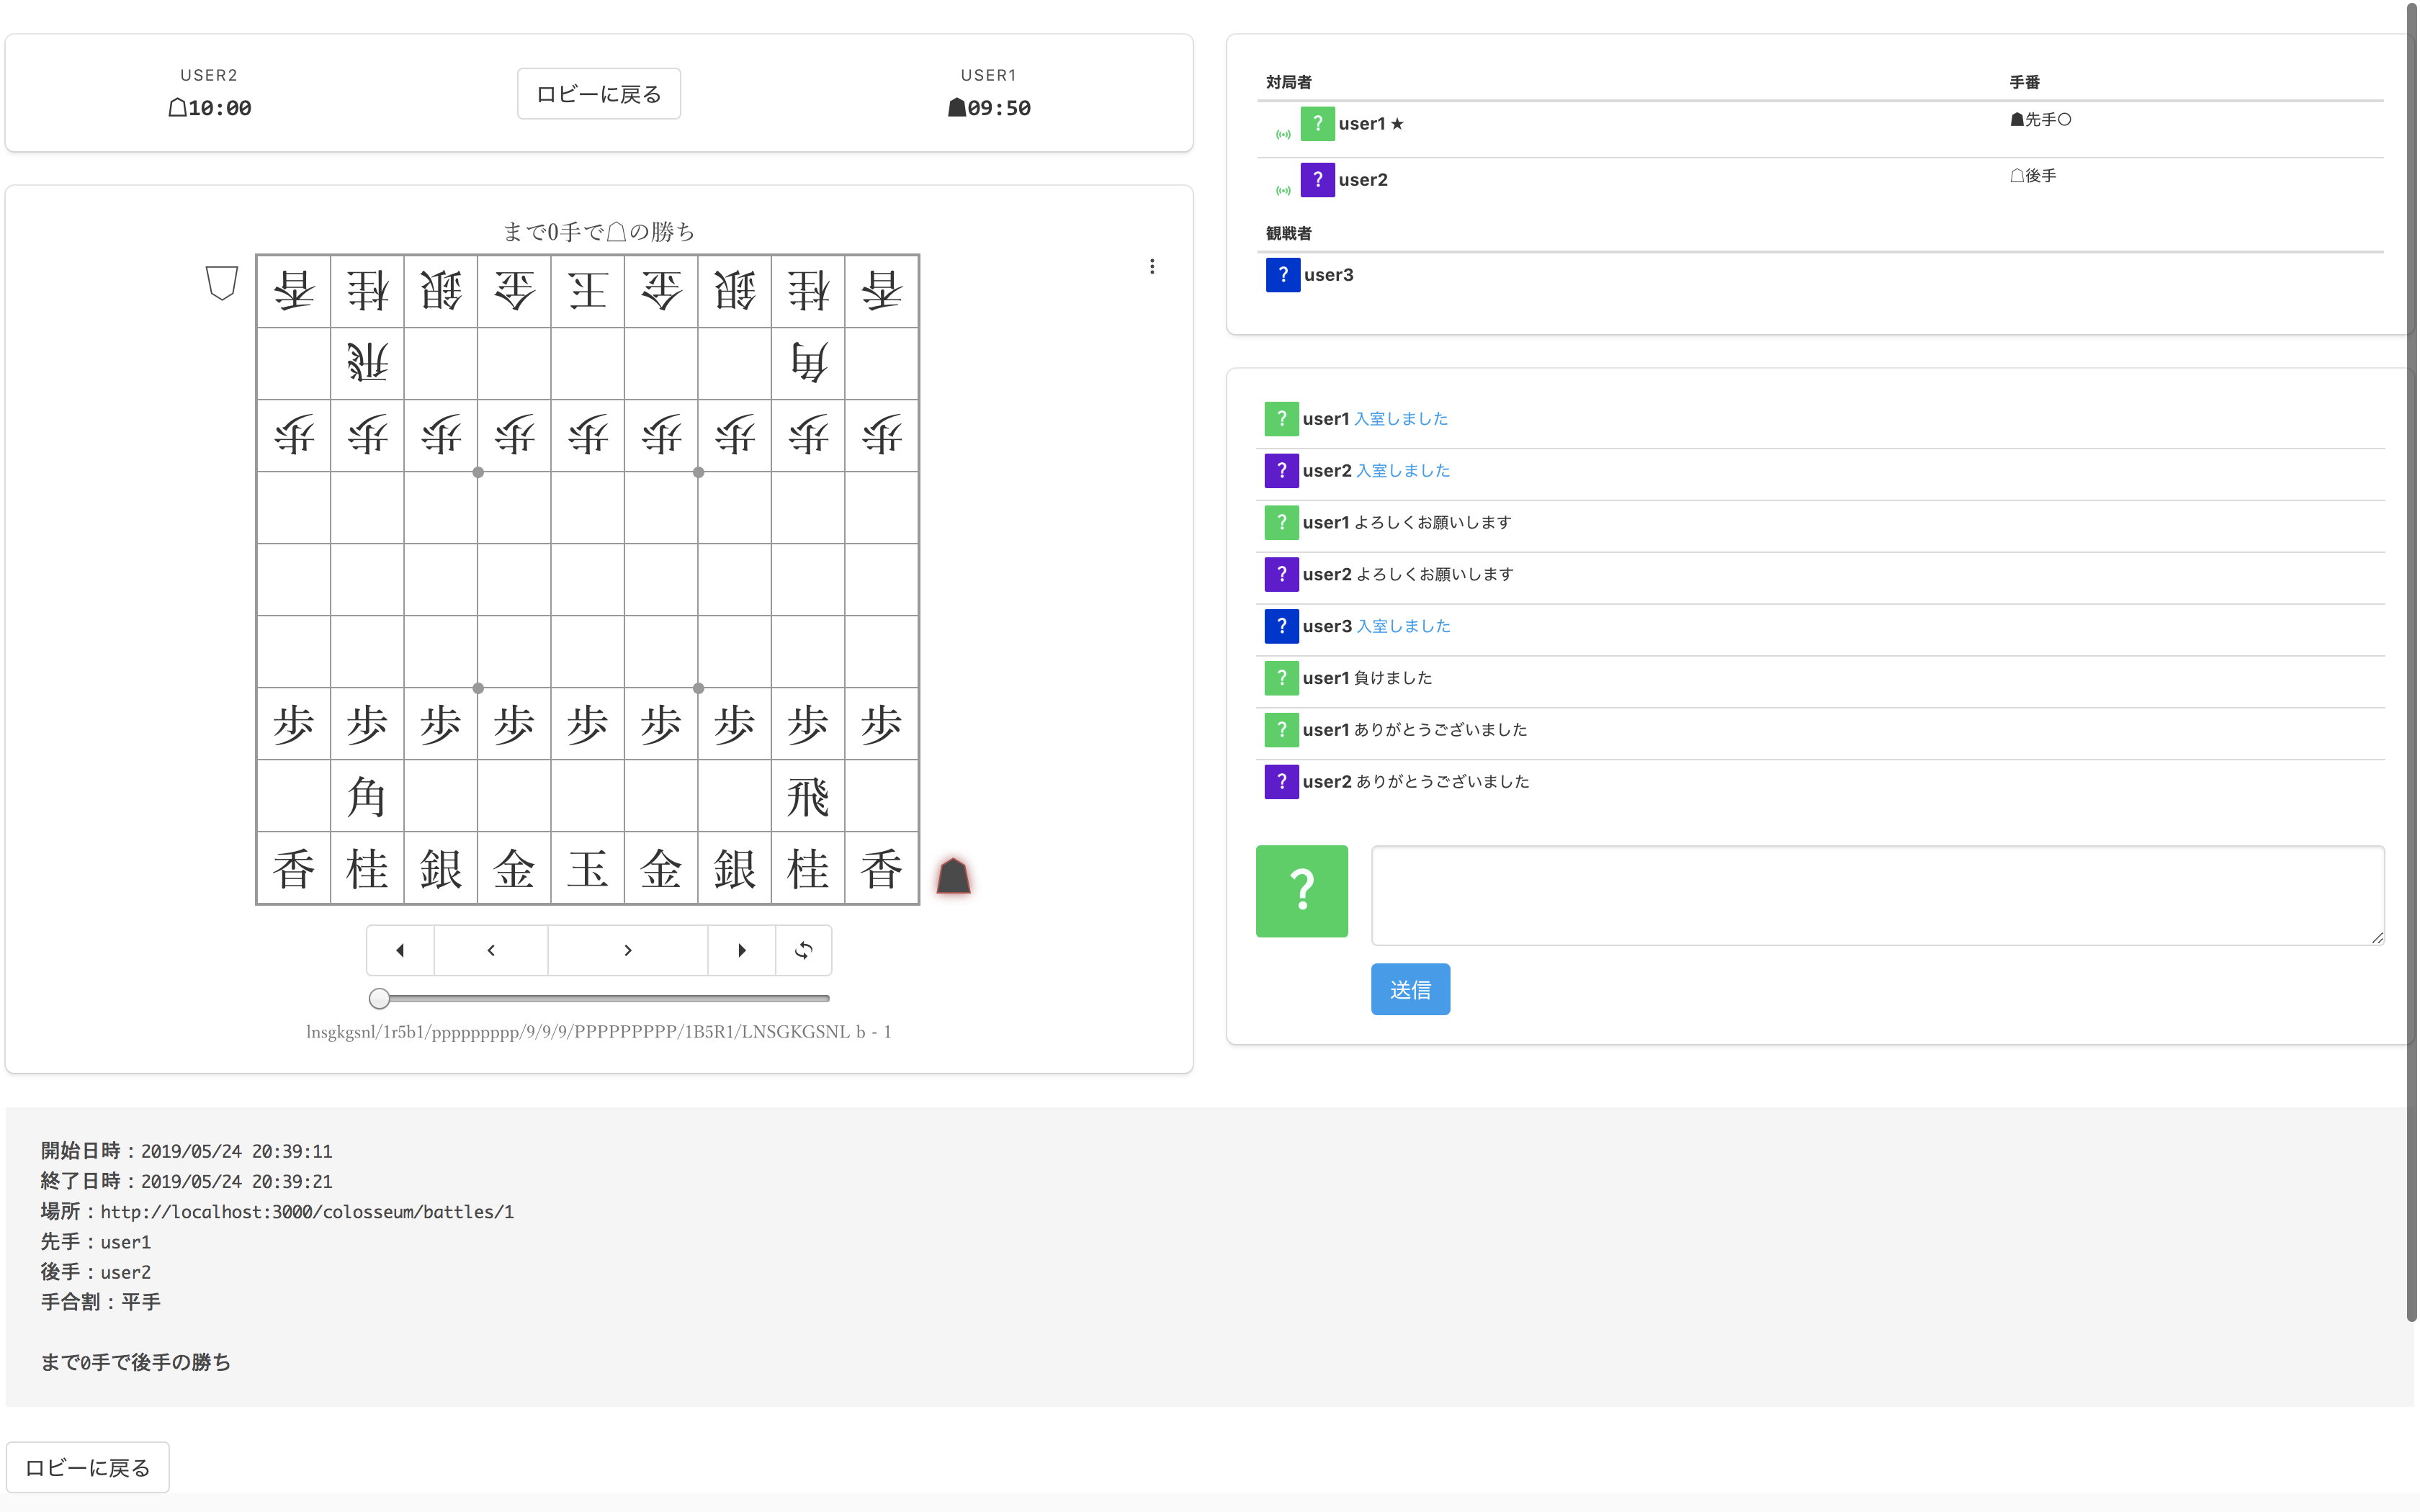 USER2
☖10:00
ロビーに戻る
USER1
☗09:50
まで0手で☖の勝ち
香桂銀金王金銀桂香
飛角
歩歩歩歩歩歩歩歩歩
歩歩歩歩歩歩歩歩歩
角飛
香桂銀金玉金銀桂香
lnsgkgsnl/1r5b1/ppppppppp/9/9/9/PPPPPPPPP/1B5R1/LNSGKGSNL b - 1
対局者 手番
? user1 ★ ☗先手〇
? user2 ☖後手
観戦者
? user3
? user1 入室しました
? user2 入室しました
? user1 よろしくお願いします
? user2 よろしくお願いします
? user3 入室しました
? user1 負けました
? user1 ありがとうございました
? user2 ありがとうございました
?
送信
開始日時：2019/05/24 20:39:11
終了日時：2019/05/24 20:39:21
場所：http://localhost:3000/colosseum/battles/1
先手：user1
後手：user2
手合割：平手
まで0手で後手の勝ち
ロビーに戻る